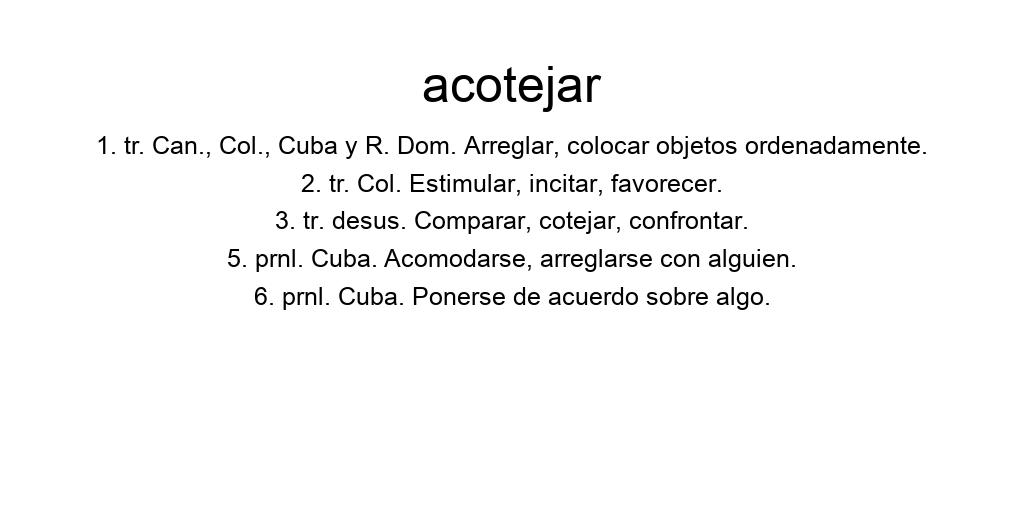 acotejar
1. tr. Can., Col., Cuba y R. Dom. Arreglar, colocar objetos ordenadamente.
2. tr. Col. Estimular, incitar, favorecer.
3. tr. desus. Comparar, cotejar, confrontar.
5. prnl. Cuba. Acomodarse, arreglarse con alguien.
6. prnl. Cuba. Ponerse de acuerdo sobre algo.